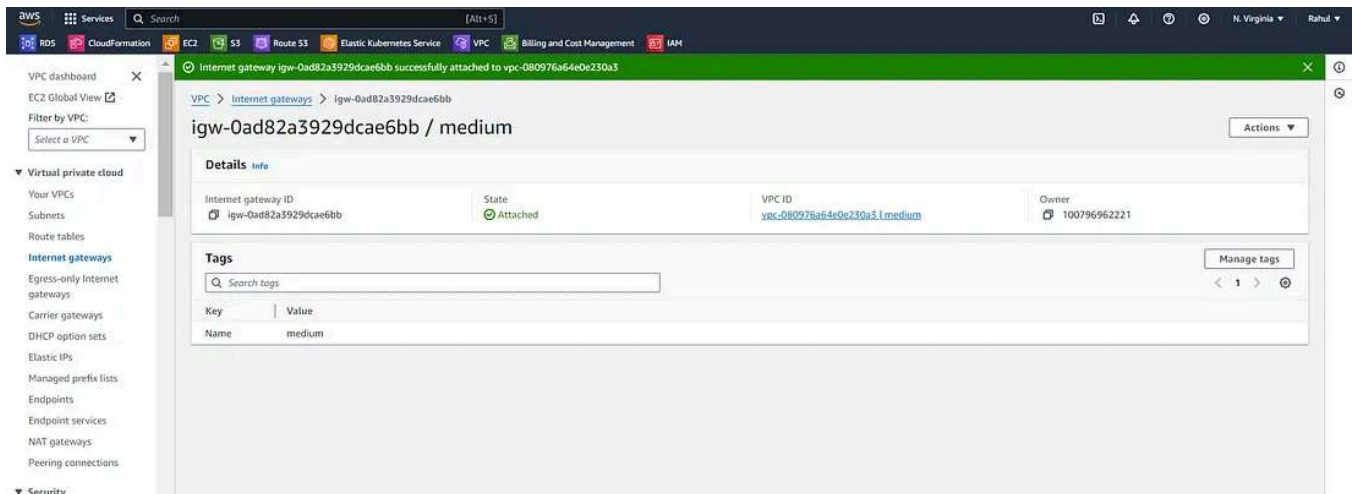 aws Services Search [Alt+S] N. Virginia Rahul
RDS CloudFormation EC2 S3 Route 53 Elastic Kubernetes Service VPC Billing and Cost Management IAM
Internet gateway igw-0ad82a3929dcae6bb successfully attached to vpc-080976a64e0e230a3
VPC dashboard
EC2 Global View
Filter by VPC:
Select a VPC
Virtual private cloud
Your VPCs
Subnets
Route tables
Internet gateways
Egress-only Internet
gateways
Carrier gateways
DHCP option sets
Elastic IPs
Managed prefix lists
Endpoints
Endpoint services
NAT gateways
Peering connections
Security
VPC > Internet gateways > igw-0ad82a3929dcae6bb
igw-0ad82a3929dcae6bb / medium
Actions
Details Info
Internet gateway ID
igw-0ad82a3929dcae6bb
State
Attached
VPC ID
vpc-080976a64e0e230a3 | medium
Owner
100796962221
Tags
Manage tags
Search tags
< 1 >
Key Value
Name medium